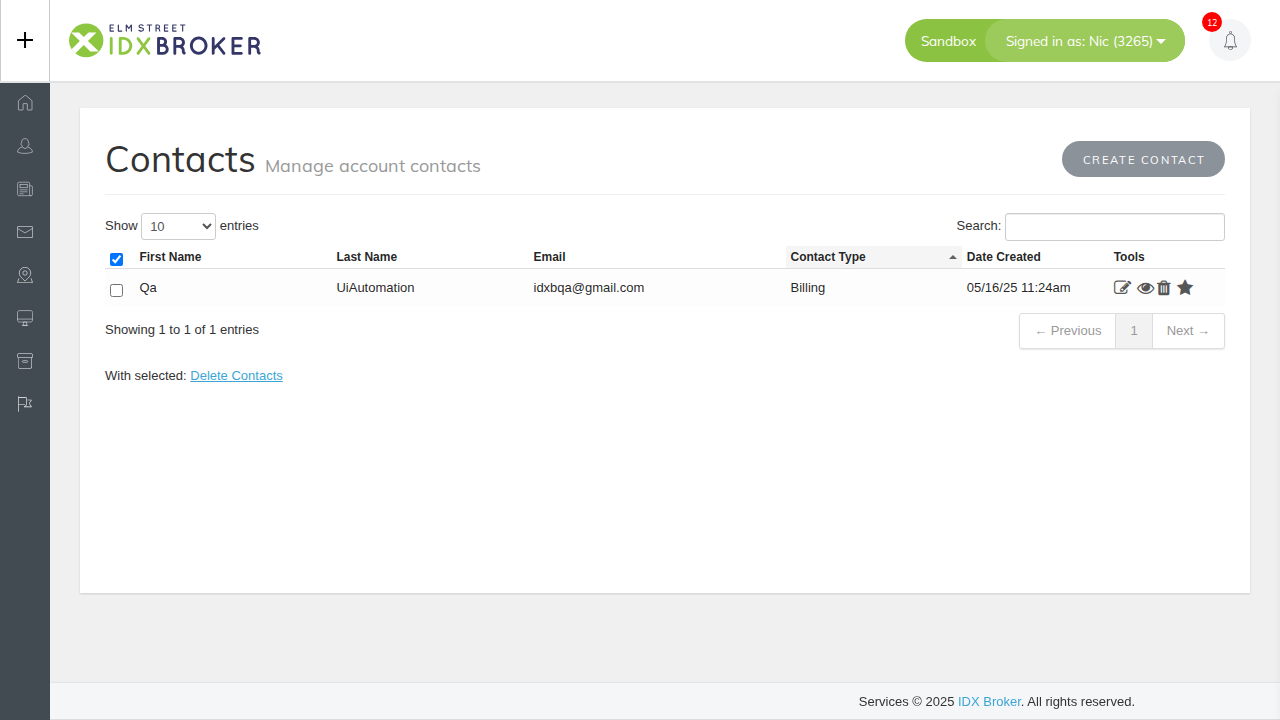 ELM STREET
IDXBROKER
Sandbox
Signed in as: Nic (3265)
12
Contacts Manage account contacts
CREATE CONTACT
Show 10 entries
Search:
First Name Last Name Email Contact Type Date Created Tools
Qa UiAutomation idxbqa@gmail.com Billing 05/16/25 11:24am
Showing 1 to 1 of 1 entries
← Previous 1 Next →
With selected: Delete Contacts
Services © 2025 IDX Broker. All rights reserved.